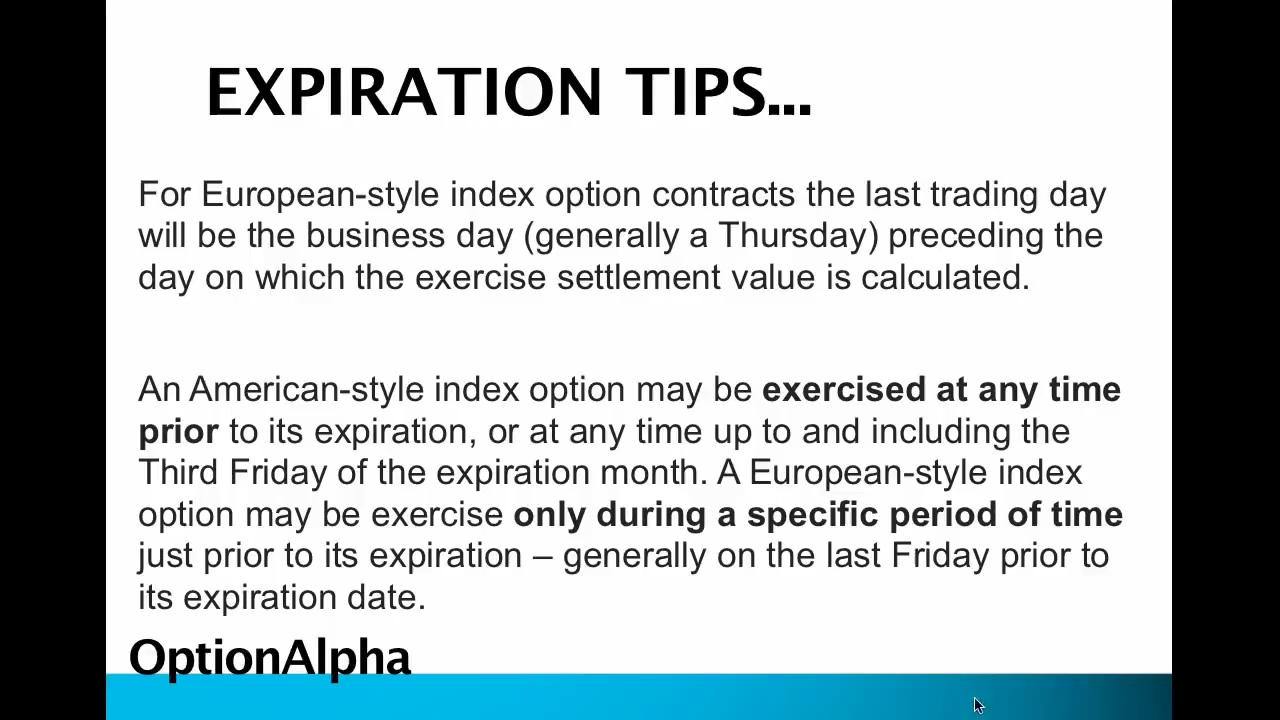 EXPIRATION TIPS...
For European-style index option contracts the last trading day
will be the business day (generally a Thursday) preceding the
day on which the exercise settlement value is calculated.
An American-style index option may be exercised at any time
prior to its expiration, or at any time up to and including the
Third Friday of the expiration month. A European-style index
option may be exercise only during a specific period of time
just prior to its expiration – generally on the last Friday prior to
its expiration date.
OptionAlpha